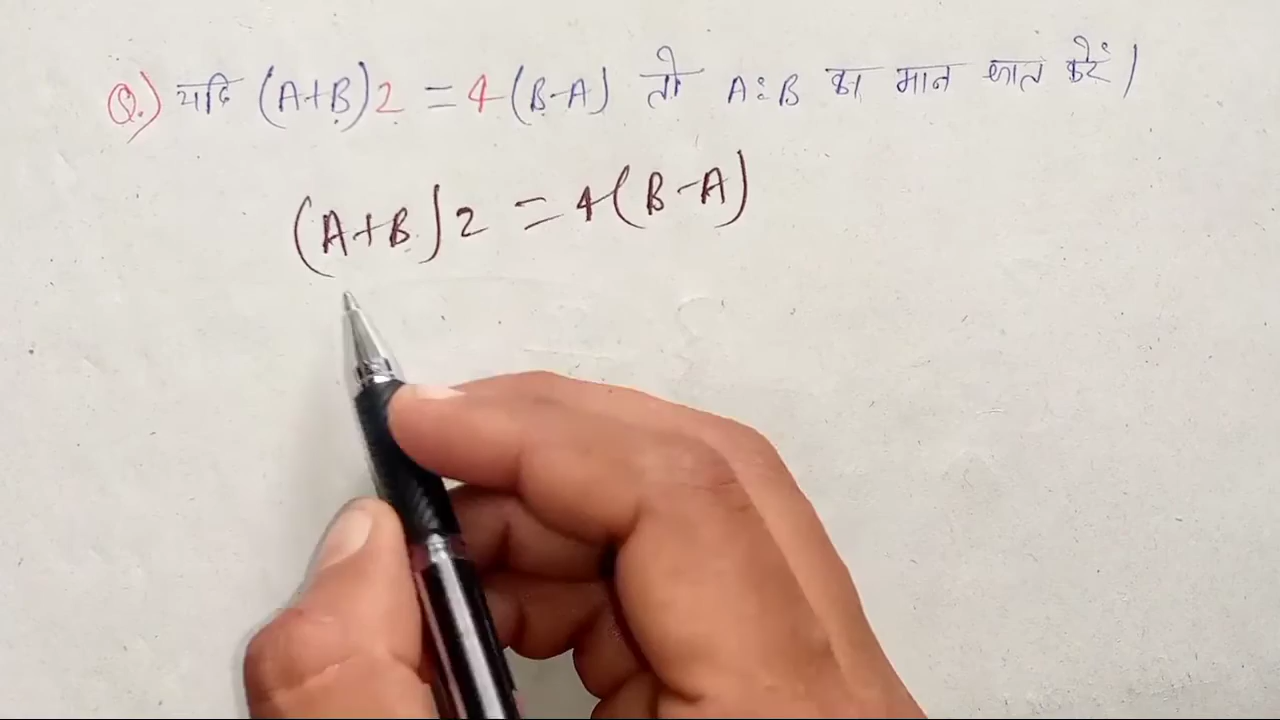 Q.) यदि (A+B)2 = 4(B-A) तो A:B का मान ज्ञात करें।
(A+B)2 = 4(B-A)